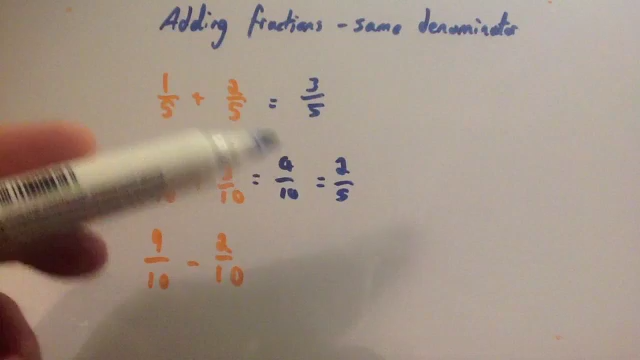 Adding fractions - same denominator
1/5 + 2/5 = 3/5
/10 /10 = 4/10 = 2/5
9/10 - 2/10